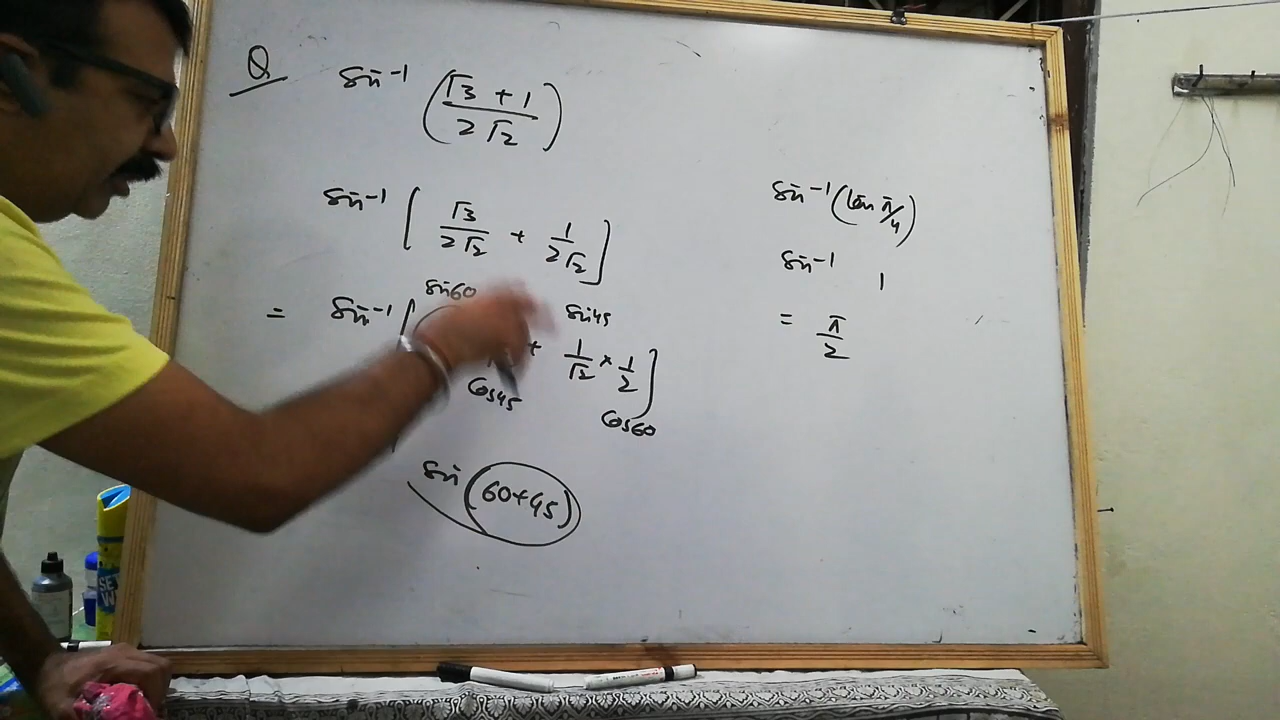 Q sin⁻¹ (√3 + 1 / 2√2)
sin⁻¹ [√3 / 2√2 + 1 / 2√2]
= sin⁻¹ [
sin60 sin45
+ 1/√2 × 1/2]
cos45 cos60
sin (60+45)
sin⁻¹ (tan π/4)
sin⁻¹ 1
= π/2
SET